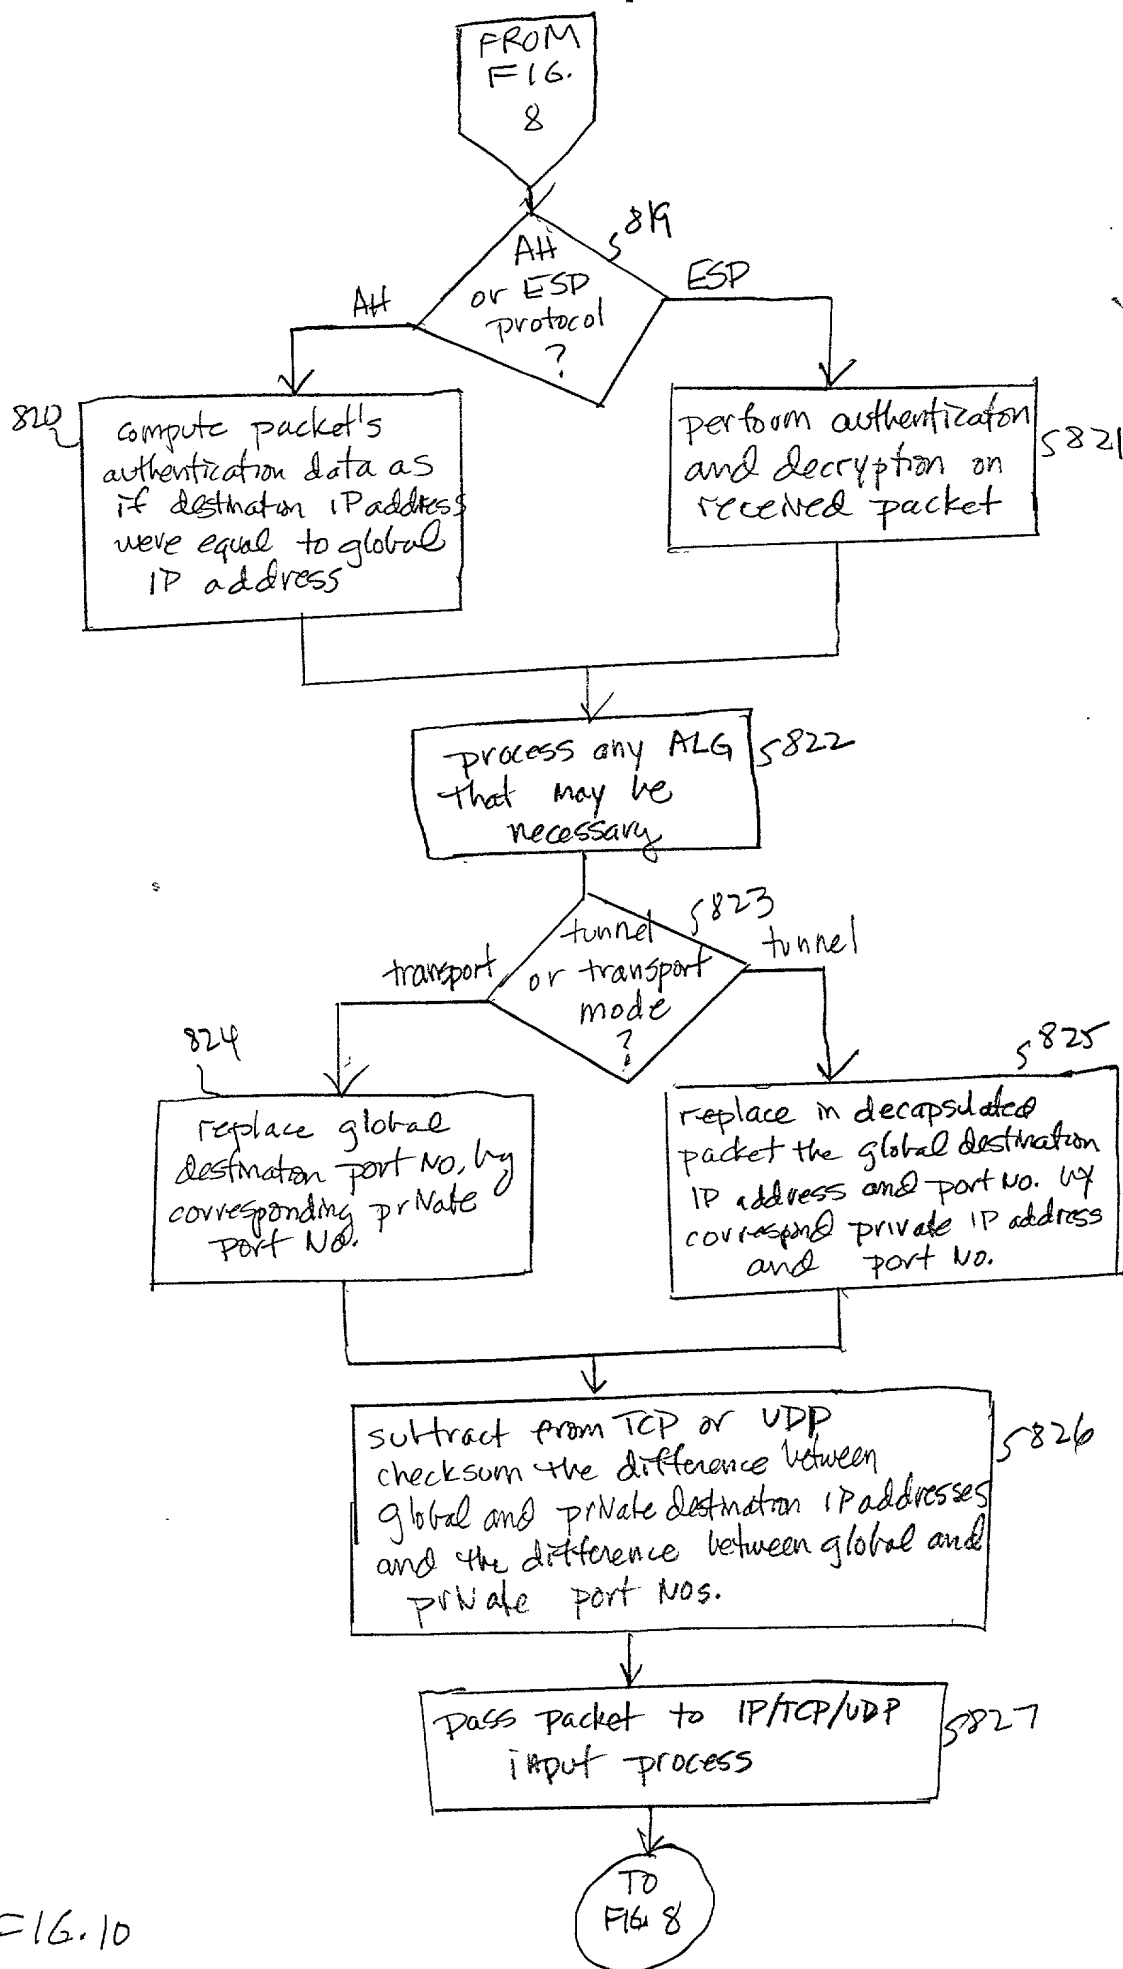 FROM
FIG.
8
819
AH
or ESP
protocol
?
AH
ESP
820
compute packet's
authentication data as
if destination IP address
were equal to global
IP address
perform authenticaton
and decryption on
received packet
821
process any ALG
that may be
necessary
822
823
tunnel
or transport
mode
?
transport
tunnel
824
replace global
destination port No. by
corresponding private
port No.
825
replace in decapsulated
packet the global destination
IP address and port No. by
correspond private IP address
and port No.
subtract from TCP or UDP
checksum the difference between
global and private destination IP addresses
and the difference between global and
private port Nos.
826
pass packet to IP/TCP/UDP
input process
827
TO
FIG. 8
FIG. 10